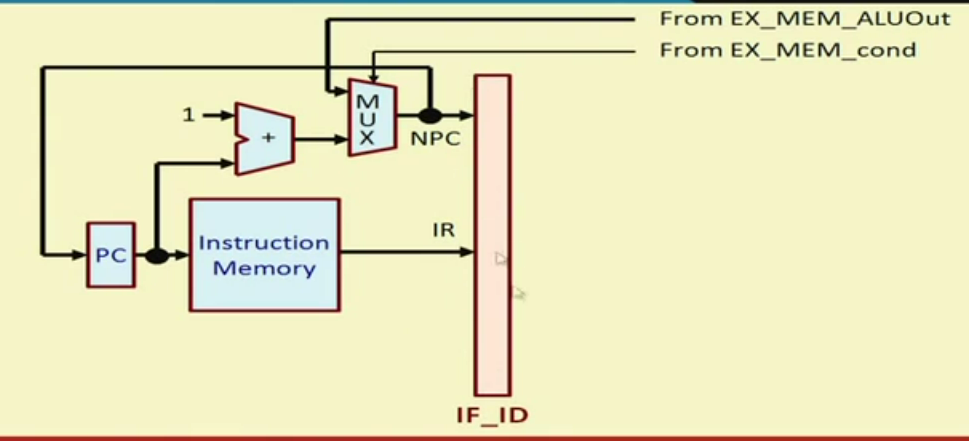 From EX_MEM_ALUOut
From EX_MEM_cond
MUX
1
+
NPC
PC
Instruction
Memory
IR
IF_ID